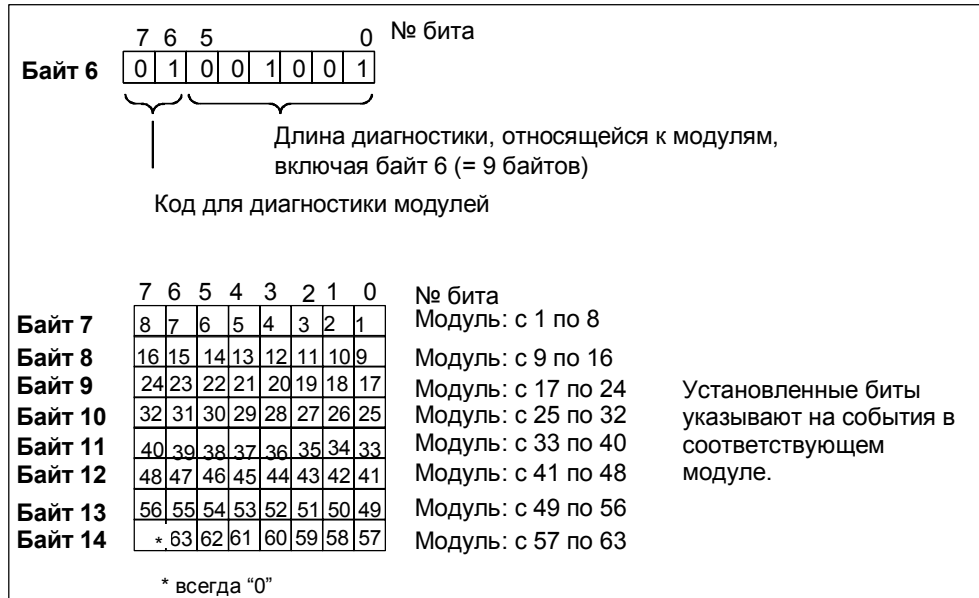 7 6 5 0 № бита
Байт 6 0 1 0 0 1 0 0 1
Длина диагностики, относящейся к модулям,
включая байт 6 (= 9 байтов)
Код для диагностики модулей
7 6 5 4 3 2 1 0 № бита
Байт 7 8 7 6 5 4 3 2 1 Модуль: с 1 по 8
Байт 8 16 15 14 13 12 11 10 9 Модуль: с 9 по 16
Байт 9 24 23 22 21 20 19 18 17 Модуль: с 17 по 24
Байт 10 32 31 30 29 28 27 26 25 Модуль: с 25 по 32
Байт 11 40 39 38 37 36 35 34 33 Модуль: с 33 по 40
Байт 12 48 47 46 45 44 43 42 41 Модуль: с 41 по 48
Байт 13 56 55 54 53 52 51 50 49 Модуль: с 49 по 56
Байт 14 * 63 62 61 60 59 58 57 Модуль: с 57 по 63
Установленные биты
указывают на события в
соответствующем
модуле.
* всегда “0”